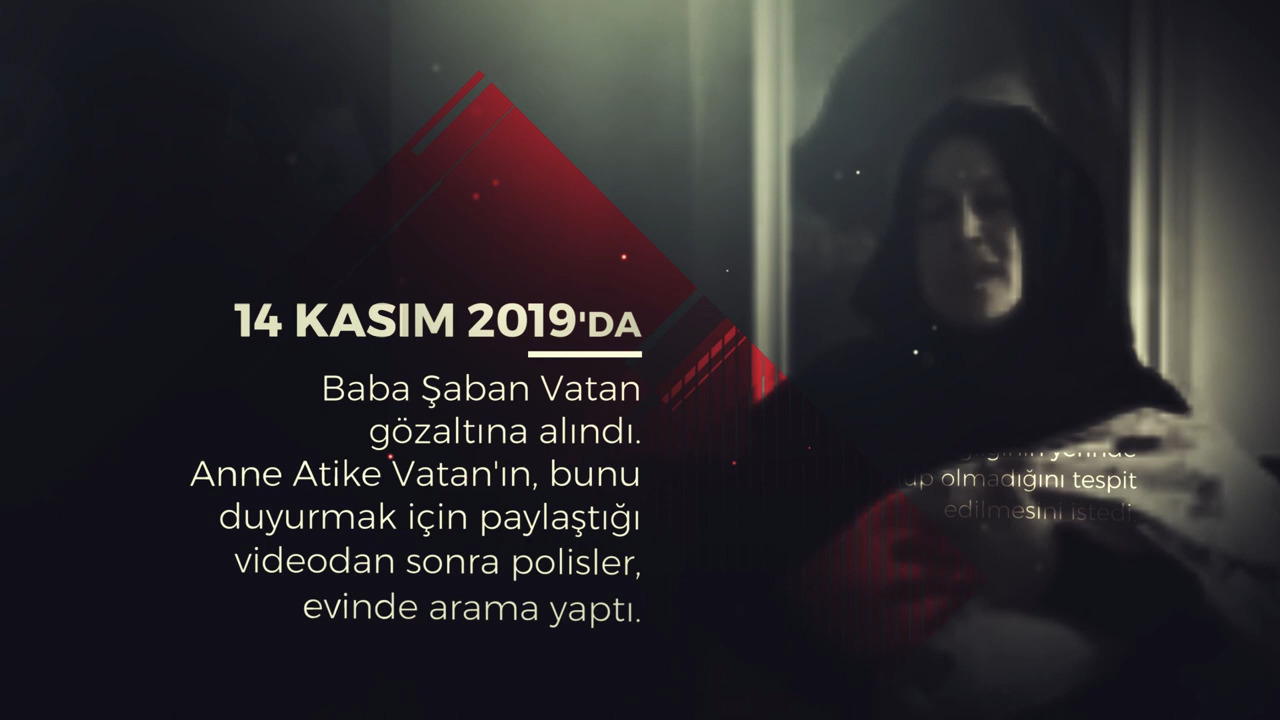 14 KASIM 2019'DA
Baba Şaban Vatan
gözaltına alındı.
Anne Atike Vatan'ın, bunu
duyurmak için paylaştığı
videodan sonra polisler,
evinde arama yaptı.
yerinde
olmadığını tespit
edilmesini istedi.